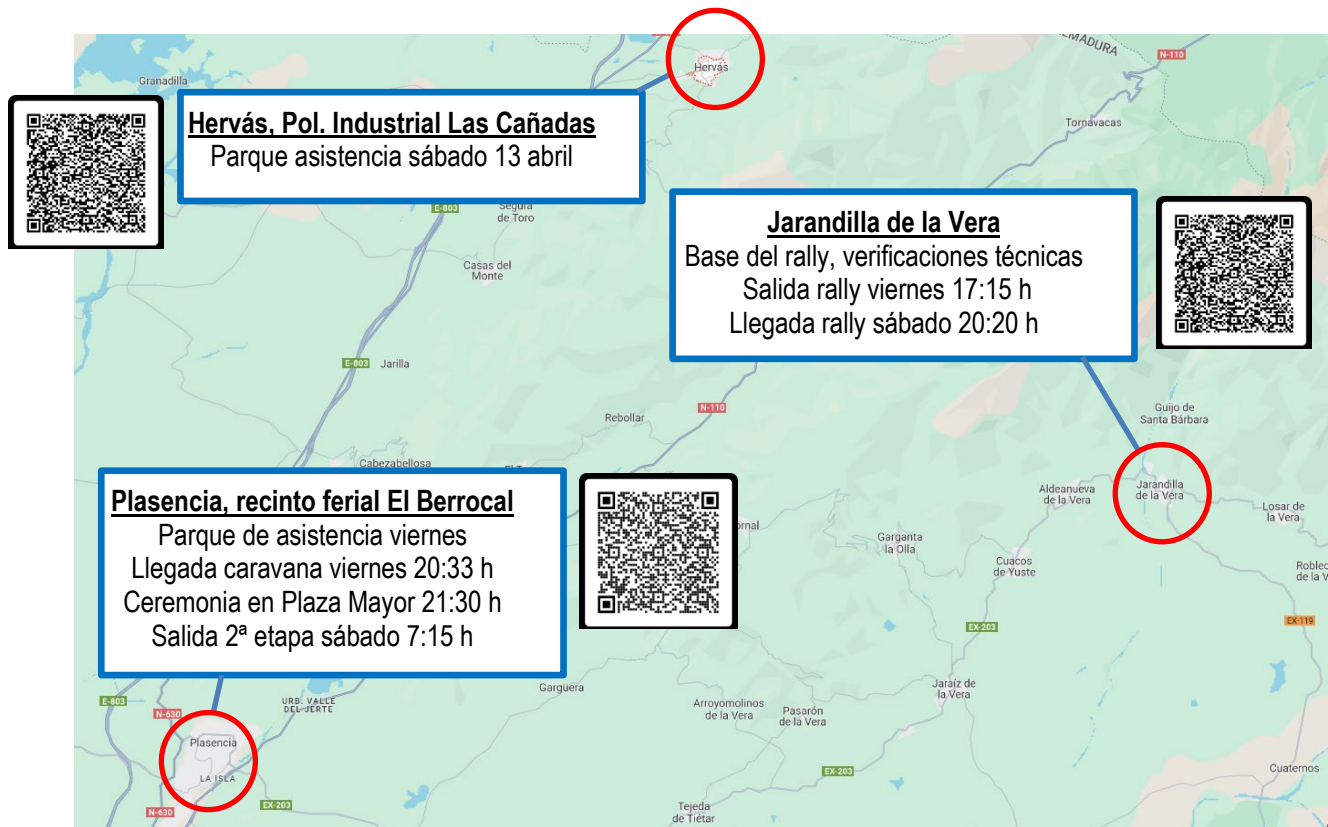 Hervás
EMADURA
N-110
Granadilla
Tornavacas
Hervás, Pol. Industrial Las Cañadas
Parque asistencia sábado 13 abril
E-803
Segura
de Toro
Casas del
Monte
Jarandilla de la Vera
Base del rally, verificaciones técnicas
Salida rally viernes 17:15 h
Llegada rally sábado 20:20 h
E-803
Jarilla
Rebollar
N-110
Guijo de
Santa Bárbara
Cabezabellosa
Plasencia, recinto ferial El Berrocal
Parque de asistencia viernes
Llegada caravana viernes 20:33 h
Ceremonia en Plaza Mayor 21:30 h
Salida 2ª etapa sábado 7:15 h
Aldeanueva
de la Vera
Jarandilla
de la Vera
Losar de
la Vera
Garganta
la Olla
Cuacos
de Yuste
Robled
de la V
EX-203
EX-119
Garguera
Jaraíz de
la Vera
Arroyomolinos
de la Vera
Pasarón
de la Vera
E-803
N-630
URB. VALLE
DEL JERTE
Plasencia
LA ISLA
N-630
EX-203
EX-203
Cuaternos
Tejeda
de Tiétar